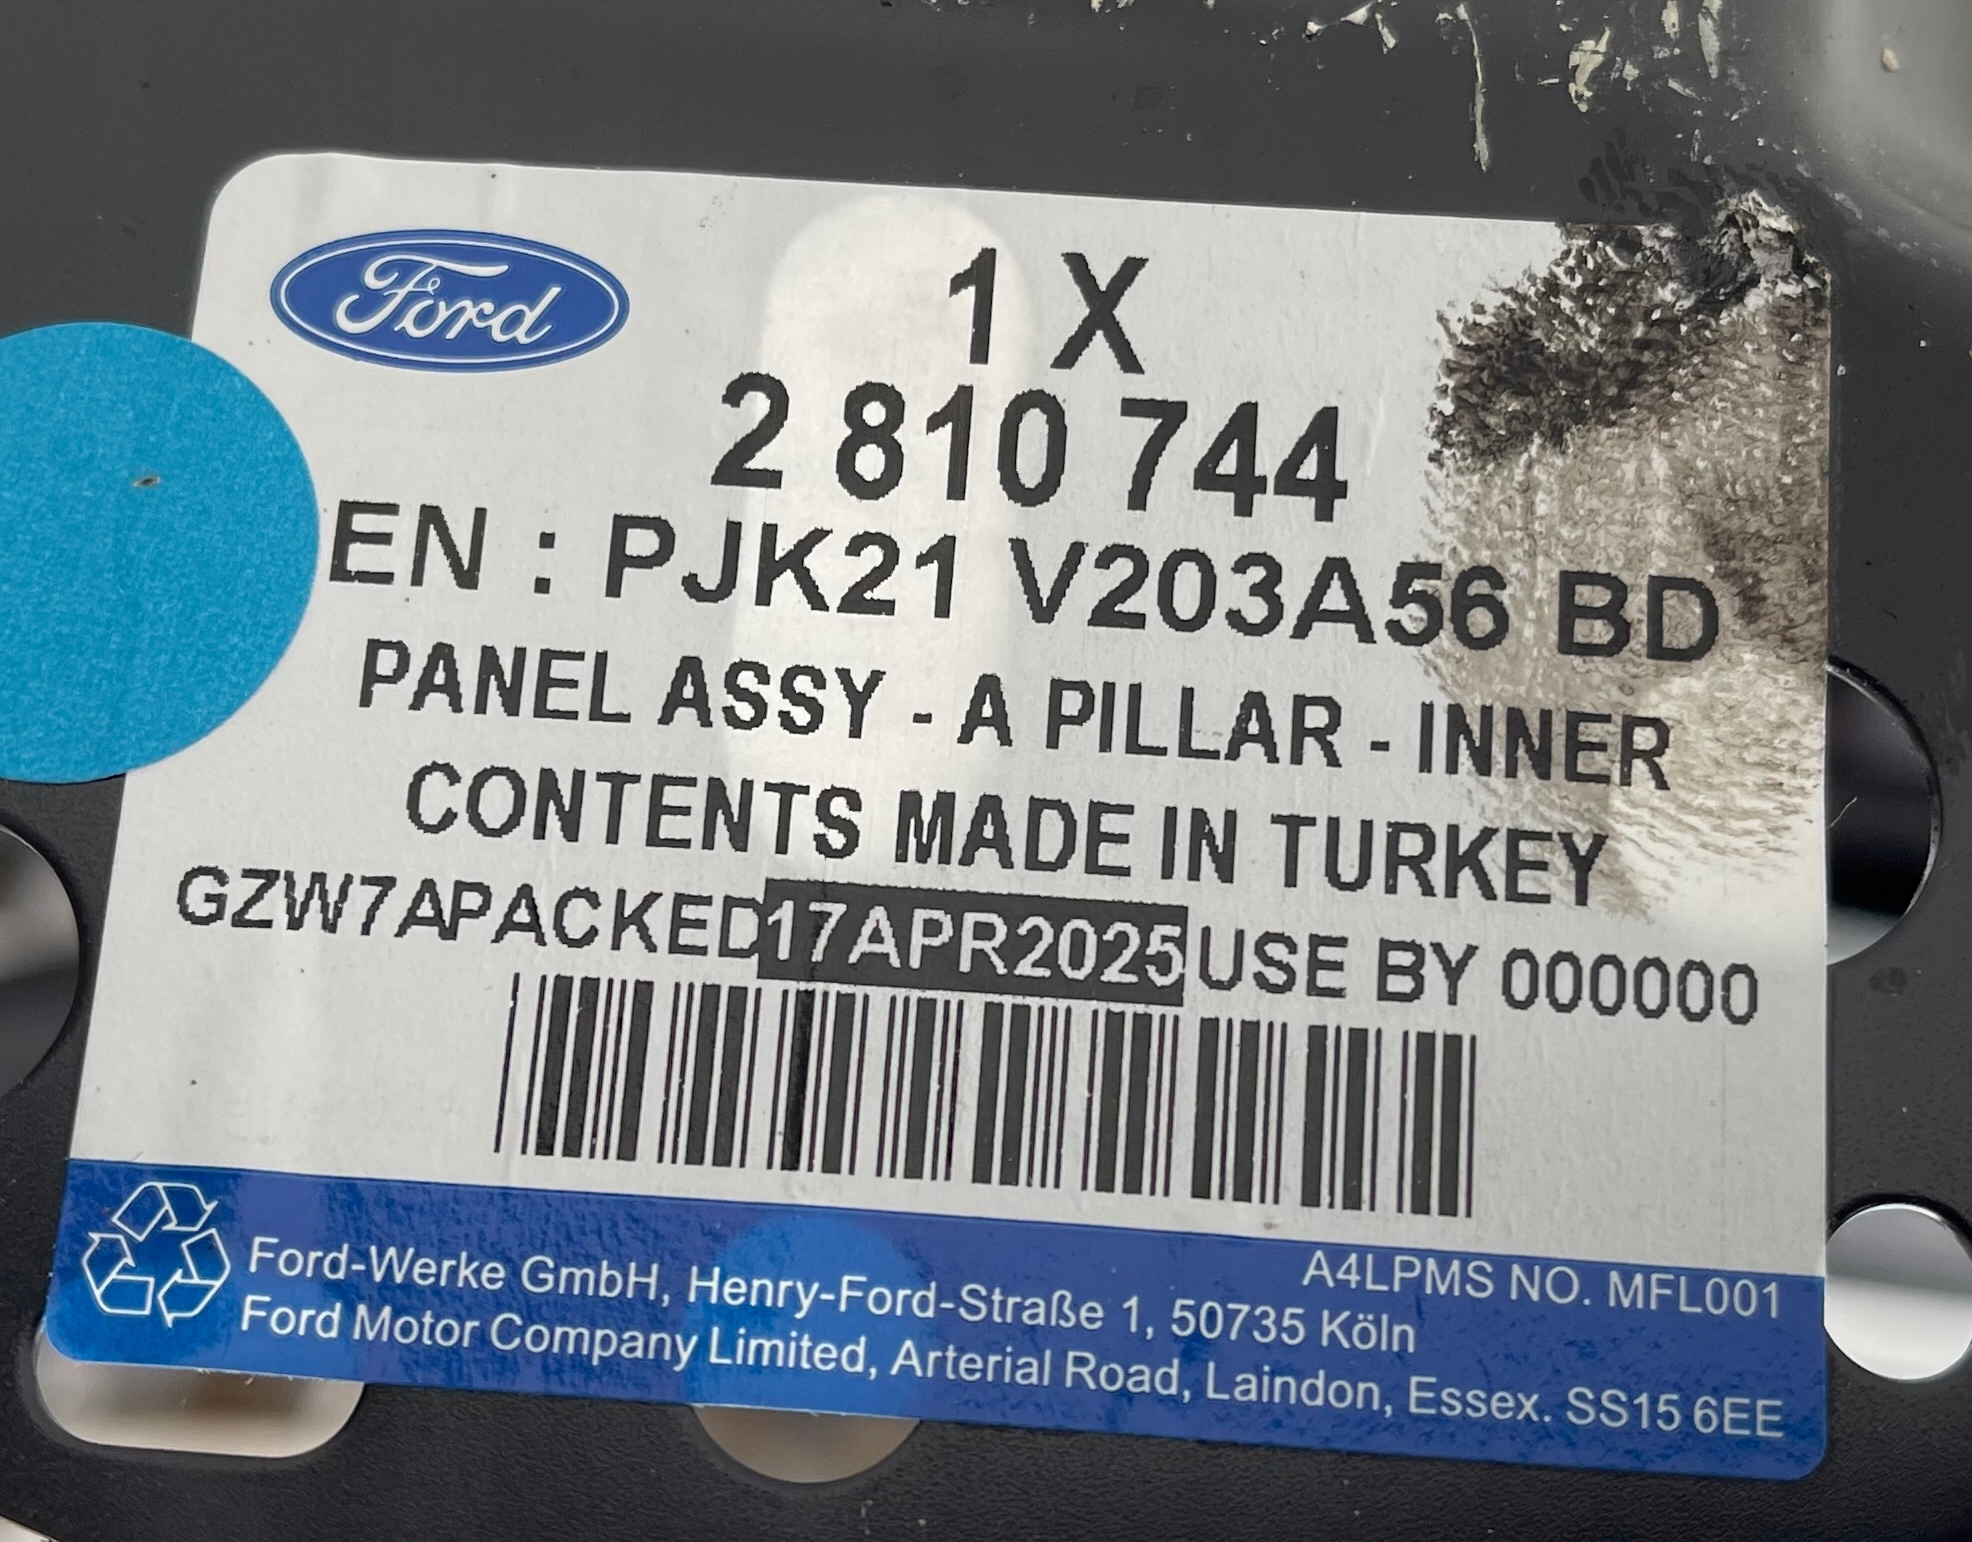 Ford
1 X
2 810 744
EN : PJK21 V203A56 BD
PANEL ASSY - A PILLAR - INNER
CONTENTS MADE IN TURKEY
GZW7APACKED17APR2025 USE BY 000000
A4LPMS NO. MFL001
Ford-Werke GmbH, Henry-Ford-Straße 1, 50735 Köln
Ford Motor Company Limited, Arterial Road, Laindon, Essex. SS15 6EE